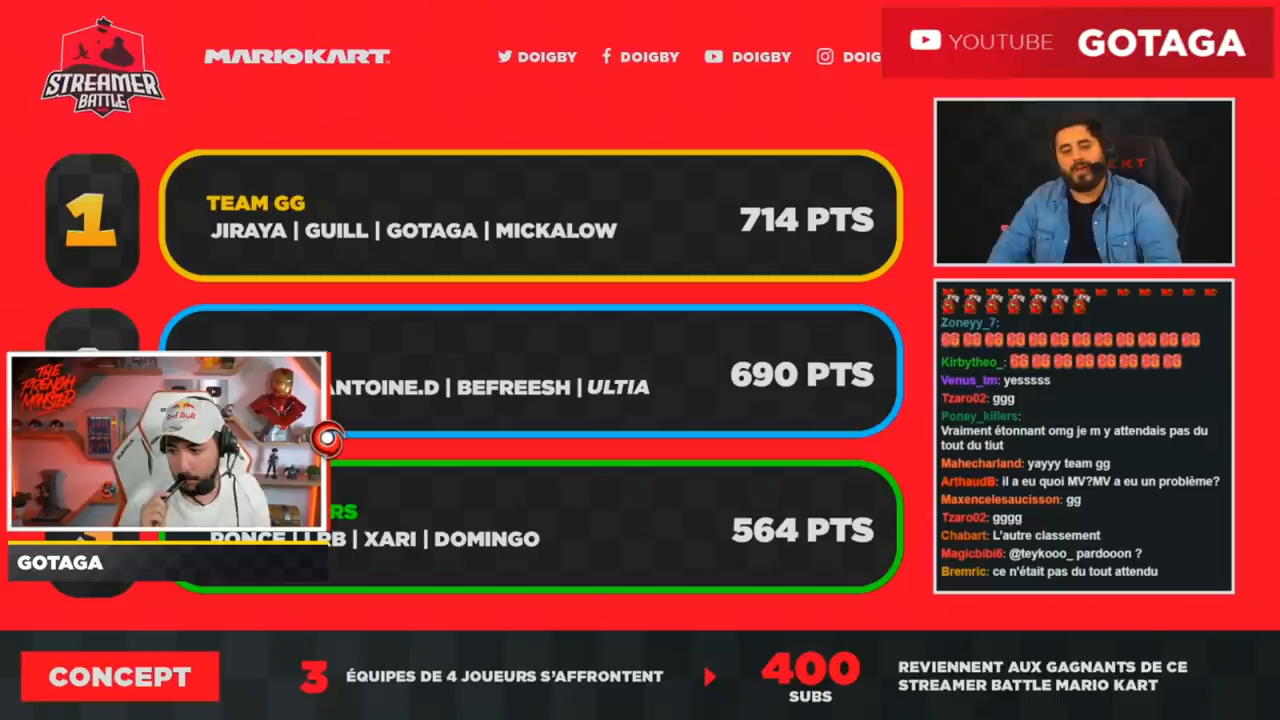 STREAMER
BATTLE
MARIOKART
DOIGBY
DOIGBY
DOIGBY
DOIG
YOUTUBE GOTAGA
1
TEAM GG
JIRAYA | GUILL | GOTAGA | MICKALOW
714 PTS
ANTOINE.D | BEFREESH | ULTIA
690 PTS
RS
PONCE | LRB | XARI | DOMINGO
564 PTS
THE
FRENCH
MONSTER
Red Bull
GOTAGA
Zoneyy_7:
Kirbytheo_:
Venus_tm: yesssss
Tzaro02: ggg
Poney_killers:
Vraiment étonnant omg je m y attendais pas du
tout du tiut
Mahecharland: yayyy team gg
ArthaudB: il a eu quoi MV?MV a eu un problème?
Maxencelesaucisson: gg
Tzaro02: gggg
Chabart: L'autre classement
Magicbibi6: @teykooo_ pardooon ?
Bremric: ce n'était pas du tout attendu
CONCEPT
3 ÉQUIPES DE 4 JOUEURS S'AFFRONTENT
400
SUBS
REVIENNENT AUX GAGNANTS DE CE
STREAMER BATTLE MARIO KART